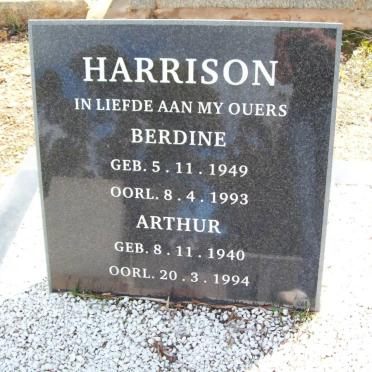 HARRISON
IN LIEFDE AAN MY OUERS
BERDINE
GEB. 5 . 11 . 1949
OORL. 8 . 4 . 1993
ARTHUR
GEB. 8 . 11 . 1940
OORL. 20 . 3 . 1994